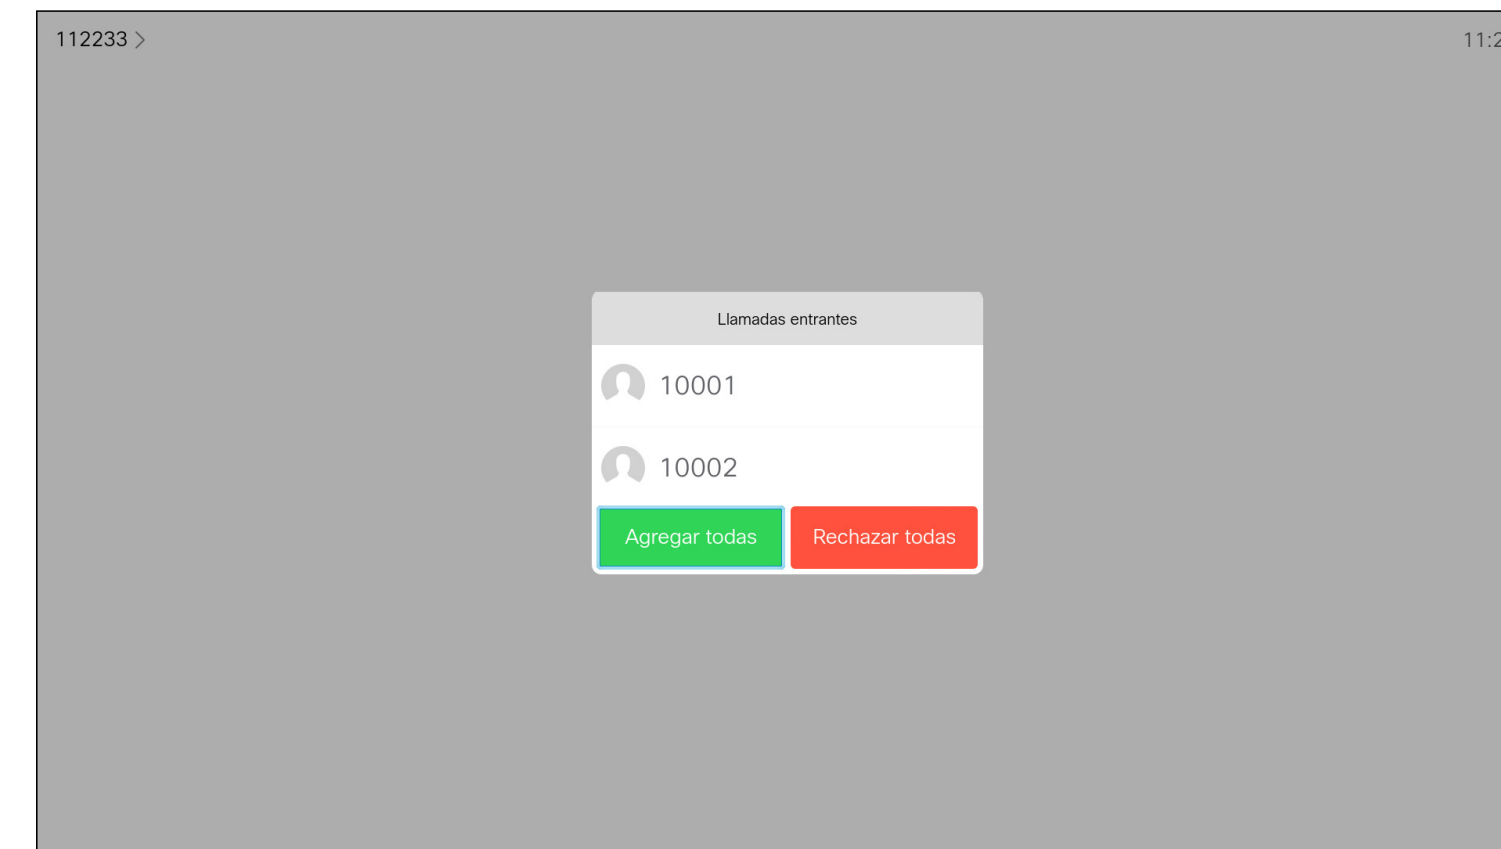 112233
Llamadas entrantes
10001
10002
Agregar todas
Rechazar todas